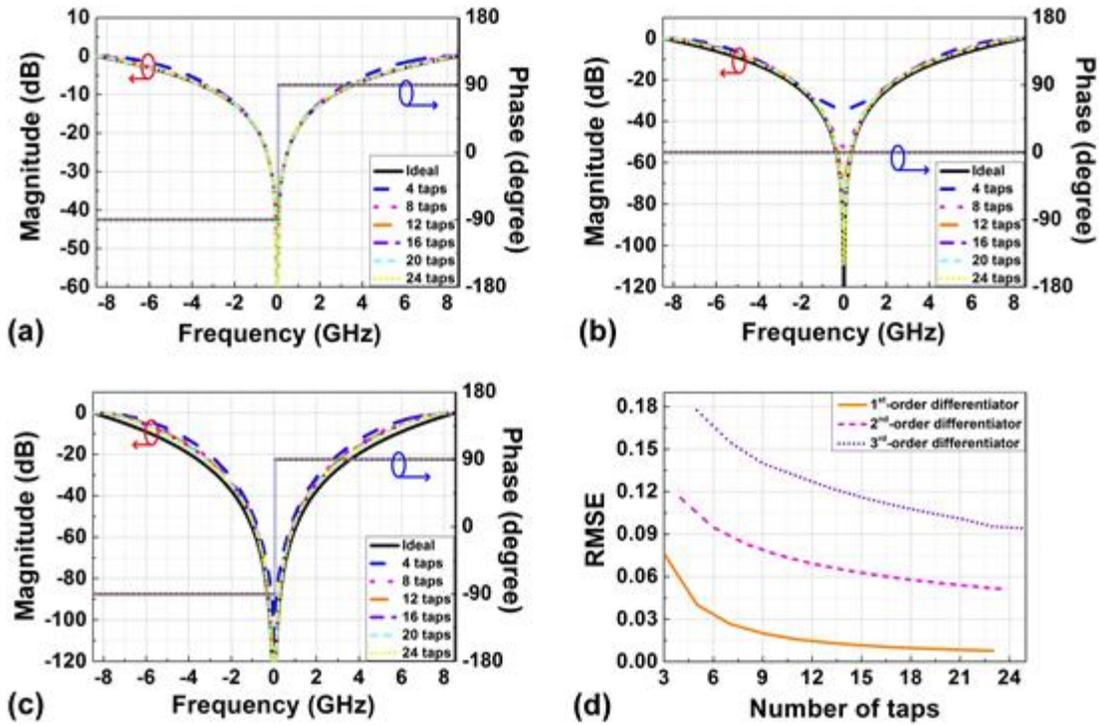 10
0
-10
-20
-30
-40
-50
-60
Magnitude (dB)
180
90
0
-90
-180
Phase (degree)
Ideal
4 taps
8 taps
12 taps
16 taps
20 taps
24 taps
-8 -6 -4 -2 0 2 4 6 8
Frequency (GHz)
(a)
0
-20
-40
-60
-80
-100
-120
Magnitude (dB)
180
90
0
-90
-180
Phase (degree)
Ideal
4 taps
8 taps
12 taps
16 taps
20 taps
24 taps
-8 -6 -4 -2 0 2 4 6 8
Frequency (GHz)
(b)
0
-20
-40
-60
-80
-100
-120
Magnitude (dB)
180
90
0
-90
-180
Phase (degree)
Ideal
4 taps
8 taps
12 taps
16 taps
20 taps
24 taps
-8 -6 -4 -2 0 2 4 6 8
Frequency (GHz)
(c)
0.18
0.15
0.12
0.09
0.06
0.03
0.00
RMSE
1st-order differentiator
2nd-order differentiator
3rd-order differentiator
3 6 9 12 15 18 21 24
Number of taps
(d)